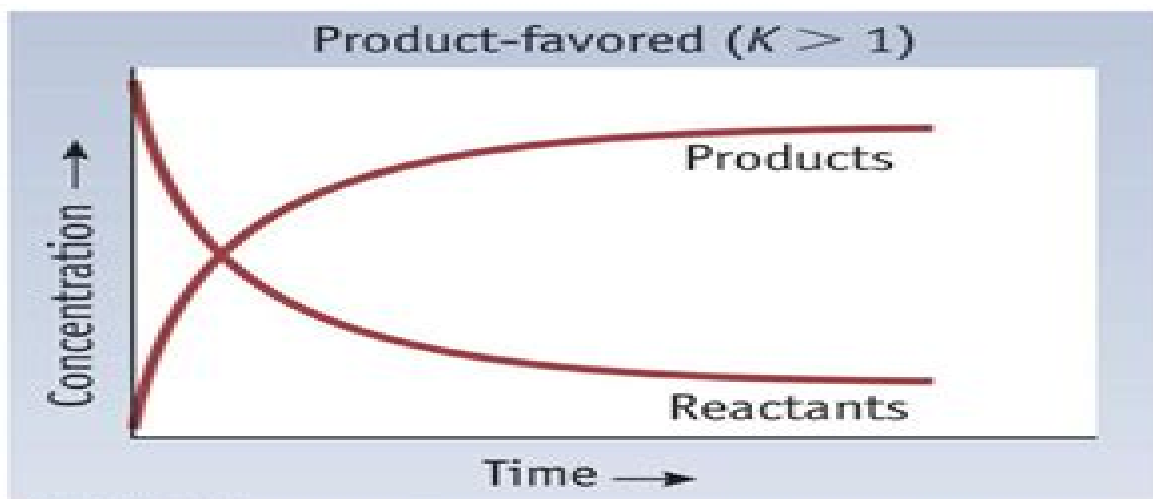 Product-favored (K > 1)
Products
Concentration →
Reactants
Time →